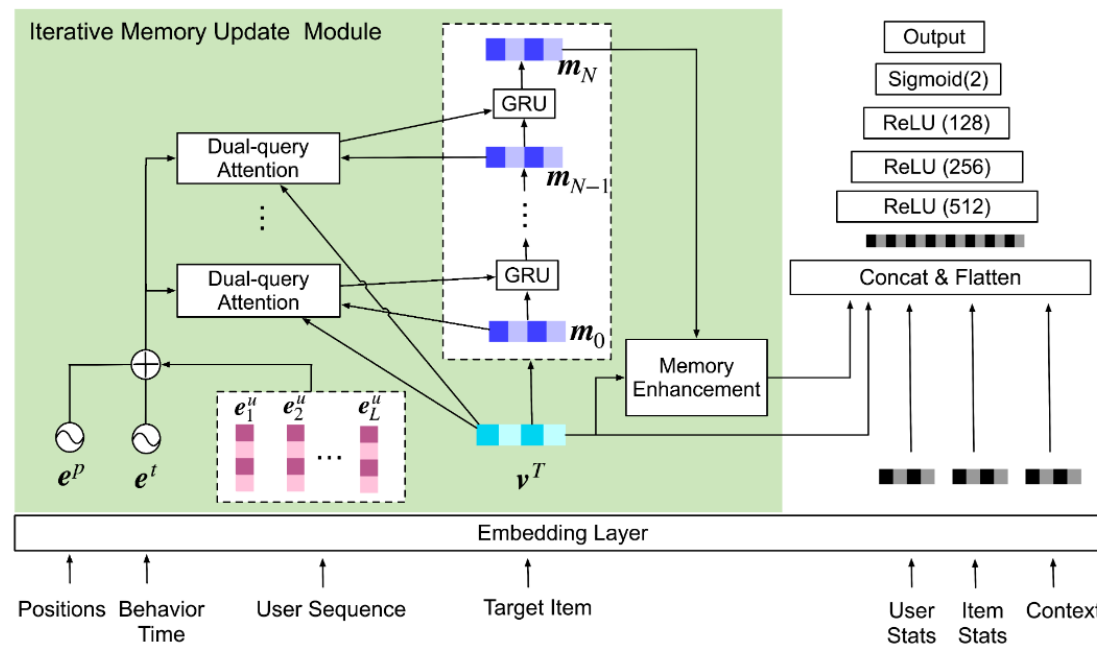 Iterative Memory Update Module
m_N
GRU
Dual-query
Attention
m_{N-1}
GRU
Dual-query
Attention
m_0
Memory
Enhancement
e_1^u e_2^u e_L^u
e^p
e^t
v^T
Output
Sigmoid(2)
ReLU (128)
ReLU (256)
ReLU (512)
Concat & Flatten
Embedding Layer
Positions
Behavior
Time
User Sequence
Target Item
User
Stats
Item
Stats
Context